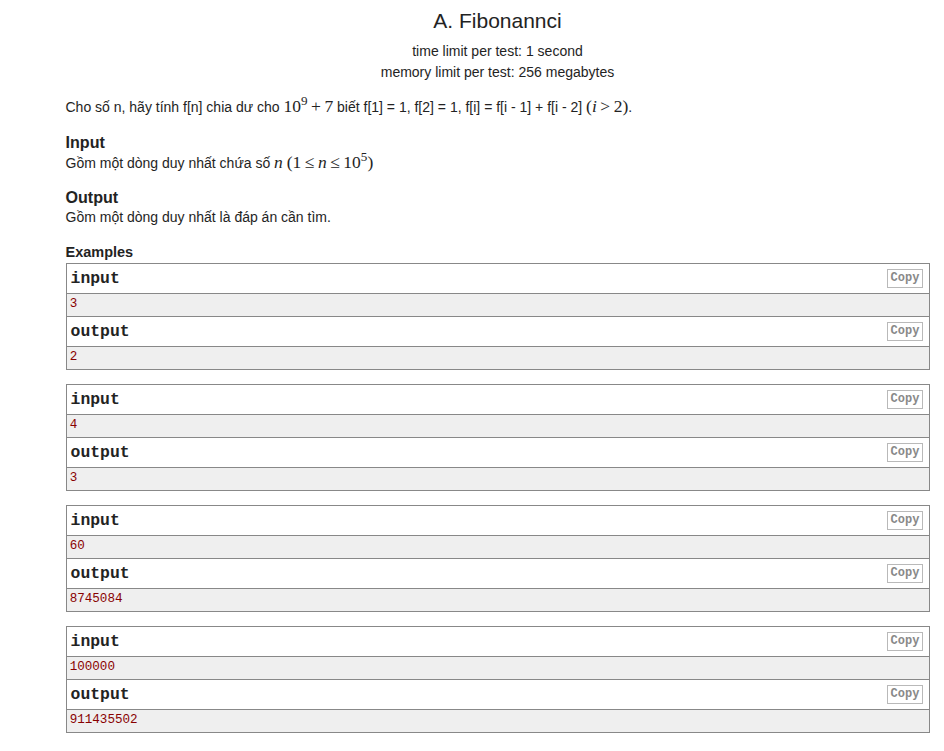 A. Fibonannci
time limit per test: 1 second
memory limit per test: 256 megabytes
Cho số n, hãy tính f[n] chia dư cho 10^9 + 7 biết f[1] = 1, f[2] = 1, f[i] = f[i - 1] + f[i - 2] (i > 2).
Input
Gồm một dòng duy nhất chứa số n (1 ≤ n ≤ 10^5)
Output
Gồm một dòng duy nhất là đáp án cần tìm.
Examples
input Copy
3
output Copy
2
input Copy
4
output Copy
3
input Copy
60
output Copy
8745084
input Copy
100000
output Copy
911435502